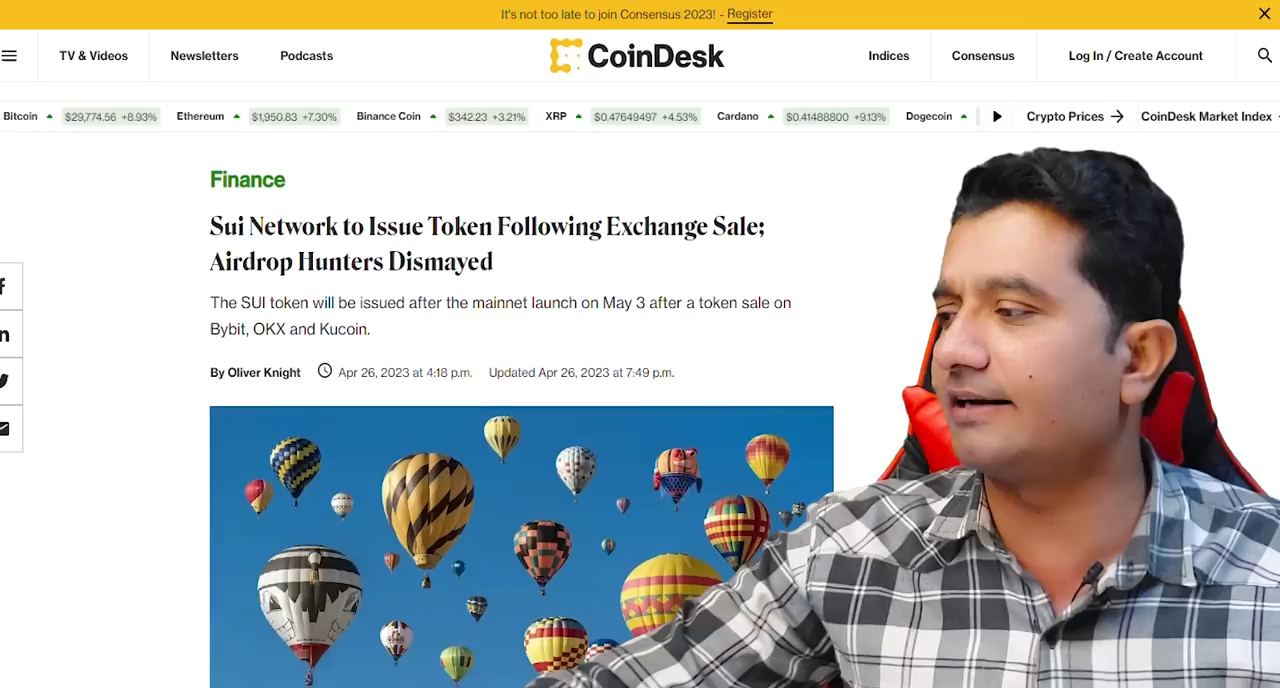 It's not too late to join Consensus 2023! - Register
TV & Videos
Newsletters
Podcasts
CoinDesk
Indices
Consensus
Log In / Create Account
Bitcoin $29,774.56 +8.93% Ethereum $1,950.83 +7.30% Binance Coin $342.23 +3.21% XRP $0.47649497 +4.53% Cardano $0.41488800 +9.13% Dogecoin Crypto Prices CoinDesk Market Index
Finance
Sui Network to Issue Token Following Exchange Sale;
Airdrop Hunters Dismayed
The SUI token will be issued after the mainnet launch on May 3 after a token sale on
Bybit, OKX and Kucoin.
By Oliver Knight Apr 26, 2023 at 4:18 p.m. Updated Apr 26, 2023 at 7:49 p.m.